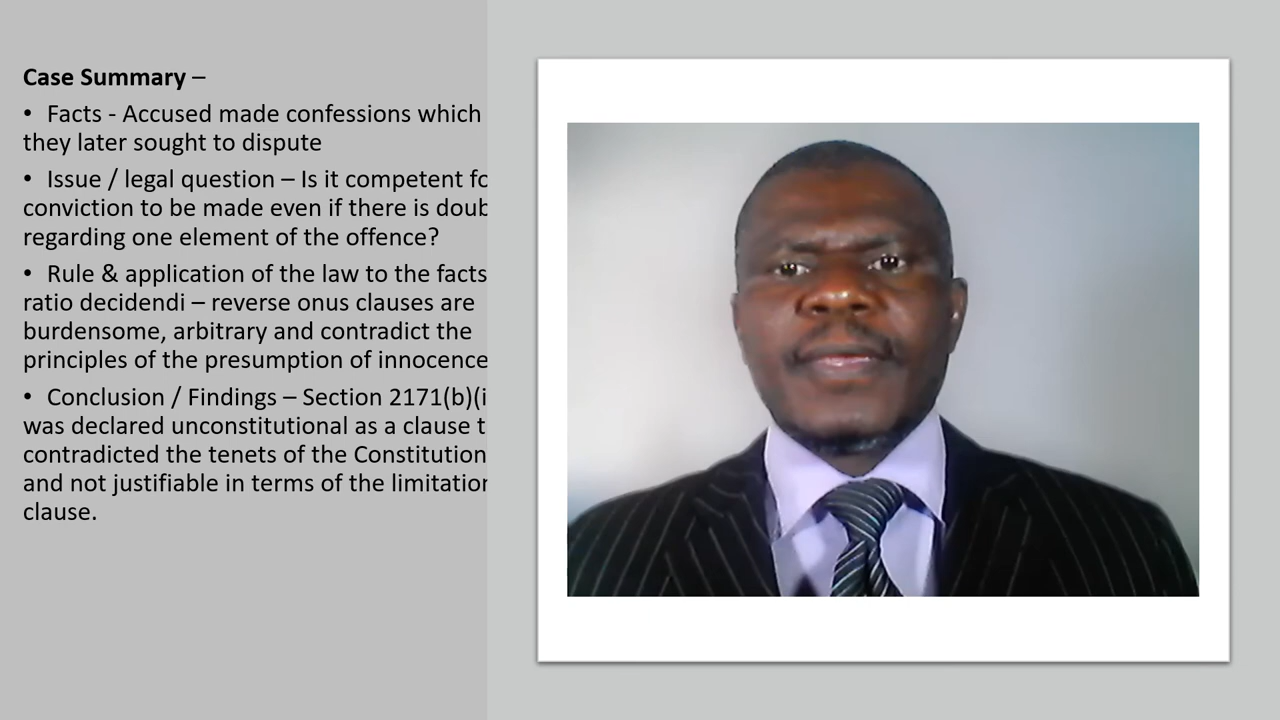 Case Summary –
• Facts - Accused made confessions which
they later sought to dispute
• Issue / legal question – Is it competent fo
conviction to be made even if there is doub
regarding one element of the offence?
• Rule & application of the law to the facts
ratio decidendi – reverse onus clauses are
burdensome, arbitrary and contradict the
principles of the presumption of innocence
• Conclusion / Findings – Section 2171(b)(i
was declared unconstitutional as a clause t
contradicted the tenets of the Constitution
and not justifiable in terms of the limitation
clause.